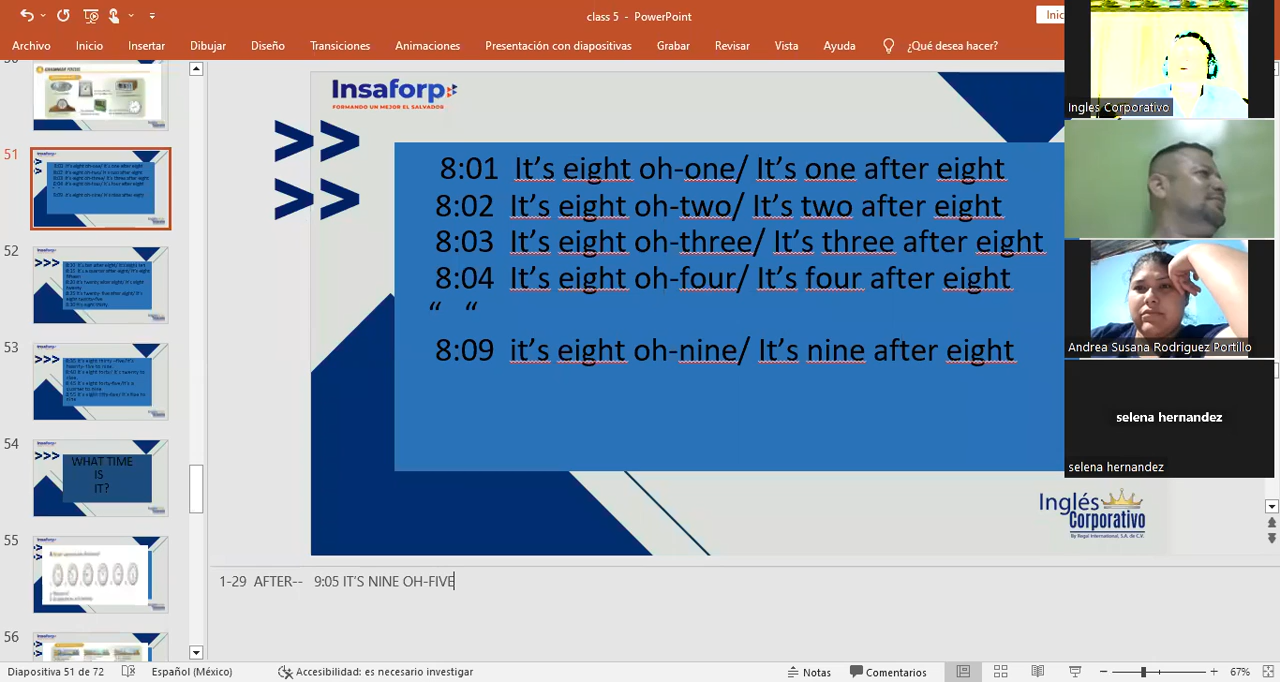 class 5 - PowerPoint
Inic
Archivo Inicio Insertar Dibujar Diseño Transiciones Animaciones Presentación con diapositivas Grabar Revisar Vista Ayuda ¿Qué desea hacer?
Insaforp
FORMANDO UN MEJOR EL SALVADOR
8:01 It's eight oh-one/ It's one after eight
8:02 It's eight oh-two/ It's two after eight
8:03 It's eight oh-three/ It's three after eight
8:04 It's eight oh-four/ It's four after eight
“ “
8:09 it's eight oh-nine/ It's nine after eight
Inglés
Corporativo
By Regal International, S.A. de C.V.
1-29 AFTER-- 9:05 IT'S NINE OH-FIVE
51
52
53
54
WHAT TIME
IS
IT?
55
56
Ingles Corporativo
Andrea Susana Rodriguez Portillo
selena hernandez
selena hernandez
Diapositiva 51 de 72 Español (México) Accesibilidad: es necesario investigar Notas Comentarios 67%